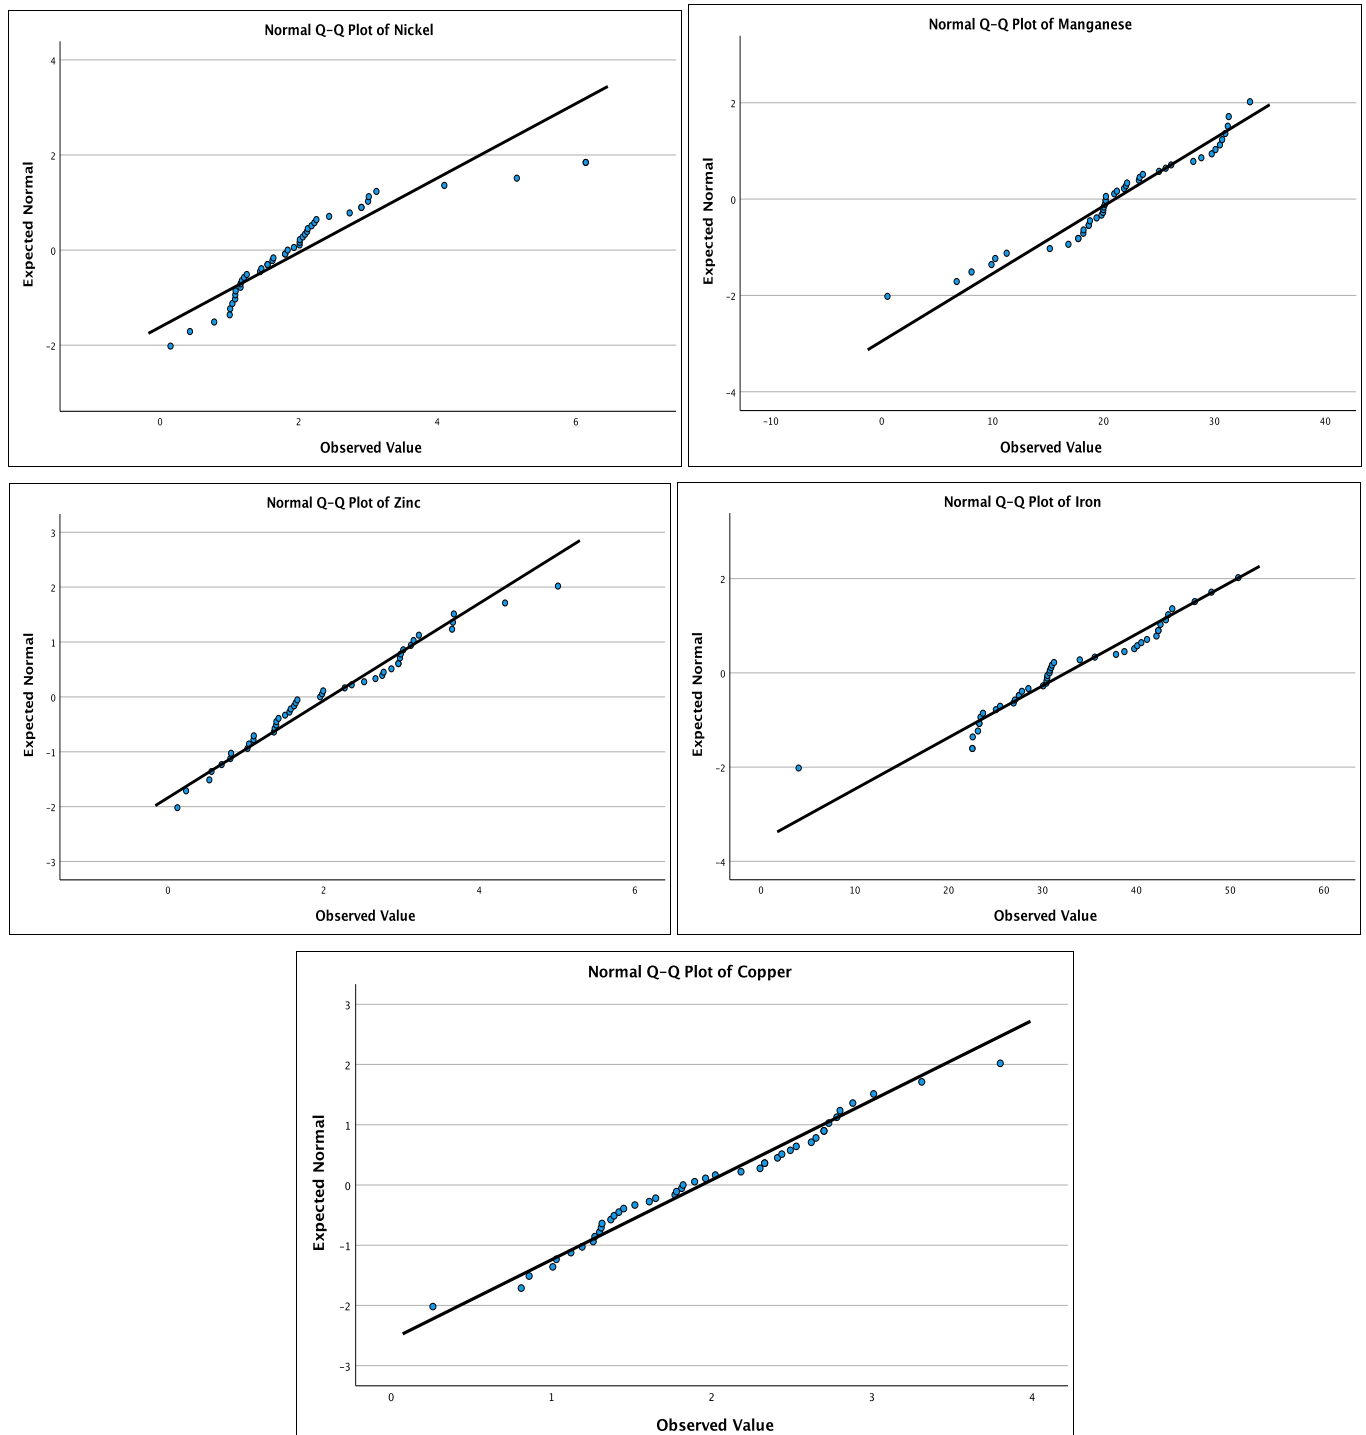 Normal Q-Q Plot of Nickel
4
2
0
-2
0 2 4 6
Expected Normal
Observed Value
Normal Q-Q Plot of Manganese
2
0
-2
-4
-10 0 10 20 30 40
Expected Normal
Observed Value
Normal Q-Q Plot of Zinc
3
2
1
0
-1
-2
-3
0 2 4 6
Expected Normal
Observed Value
Normal Q-Q Plot of Iron
2
0
-2
-4
0 10 20 30 40 50 60
Expected Normal
Observed Value
Normal Q-Q Plot of Copper
3
2
1
0
-1
-2
-3
0 1 2 3 4
Expected Normal
Observed Value